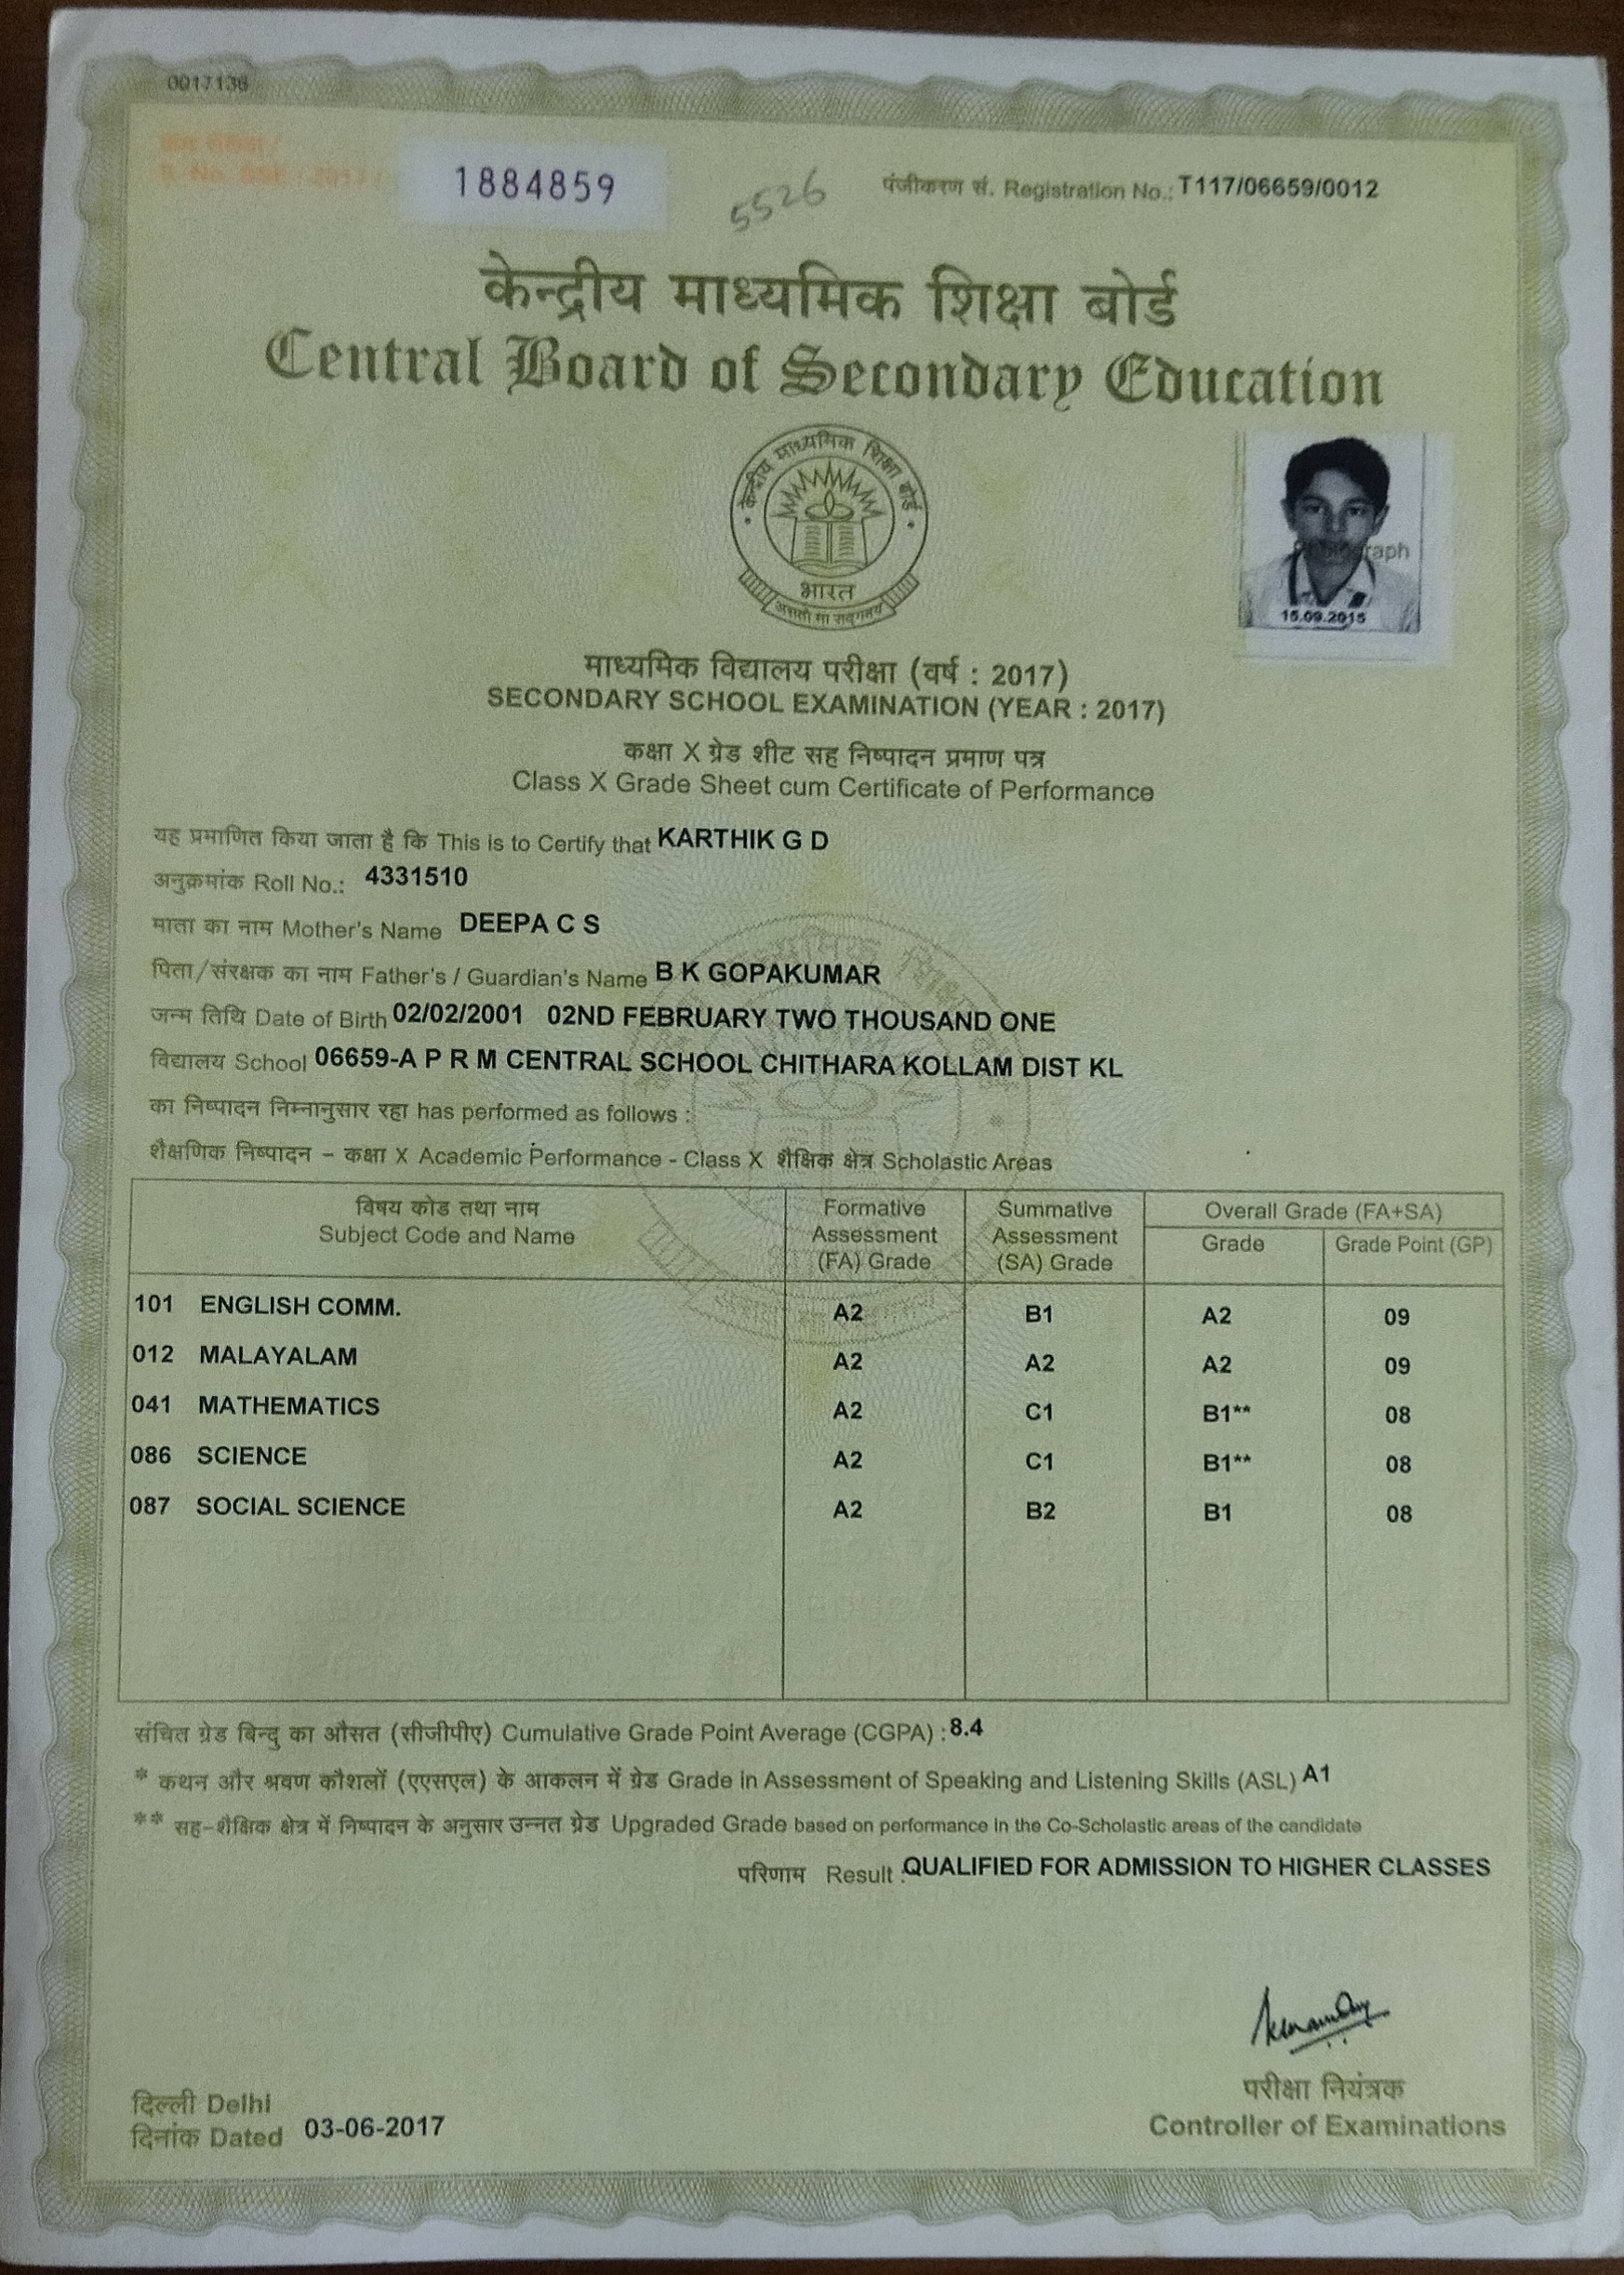 0017136
1884859
5526
पंजीकरण सं. Registration No.: T117/06659/0012
केन्द्रीय माध्यमिक शिक्षा बोर्ड
Central Board of Secondary Education
केन्द्रीय माध्यमिक शिक्षा बोर्ड
भारत
असतो मा सद्गमय
Photograph
15.09.2015
माध्यमिक विद्यालय परीक्षा (वर्ष : 2017)
SECONDARY SCHOOL EXAMINATION (YEAR : 2017)
कक्षा X ग्रेड शीट सह निष्पादन प्रमाण पत्र
Class X Grade Sheet cum Certificate of Performance
यह प्रमाणित किया जाता है कि This is to Certify that KARTHIK G D
अनुक्रमांक Roll No.: 4331510
माता का नाम Mother's Name DEEPA C S
पिता/संरक्षक का नाम Father's / Guardian's Name B K GOPAKUMAR
जन्म तिथि Date of Birth 02/02/2001 02ND FEBRUARY TWO THOUSAND ONE
विद्यालय School 06659-A P R M CENTRAL SCHOOL CHITHARA KOLLAM DIST KL
का निष्पादन निम्नानुसार रहा has performed as follows :
शैक्षणिक निष्पादन – कक्षा X Academic Performance - Class X शैक्षिक क्षेत्र Scholastic Areas
विषय कोड तथा नाम
Subject Code and Name
Formative
Assessment
(FA) Grade
Summative
Assessment
(SA) Grade
Overall Grade (FA+SA)
Grade
Grade Point (GP)
101 ENGLISH COMM. A2 B1 A2 09
012 MALAYALAM A2 A2 A2 09
041 MATHEMATICS A2 C1 B1** 08
086 SCIENCE A2 C1 B1** 08
087 SOCIAL SCIENCE A2 B2 B1 08
संचित ग्रेड बिन्दु का औसत (सीजीपीए) Cumulative Grade Point Average (CGPA) : 8.4
* कथन और श्रवण कौशलों (एएसएल) के आकलन में ग्रेड Grade in Assessment of Speaking and Listening Skills (ASL) A1
** सह-शैक्षिक क्षेत्र में निष्पादन के अनुसार उन्नत ग्रेड Upgraded Grade based on performance in the Co-Scholastic areas of the candidate
परिणाम Result : QUALIFIED FOR ADMISSION TO HIGHER CLASSES
परीक्षा नियंत्रक
Controller of Examinations
दिल्ली Delhi
दिनांक Dated 03-06-2017